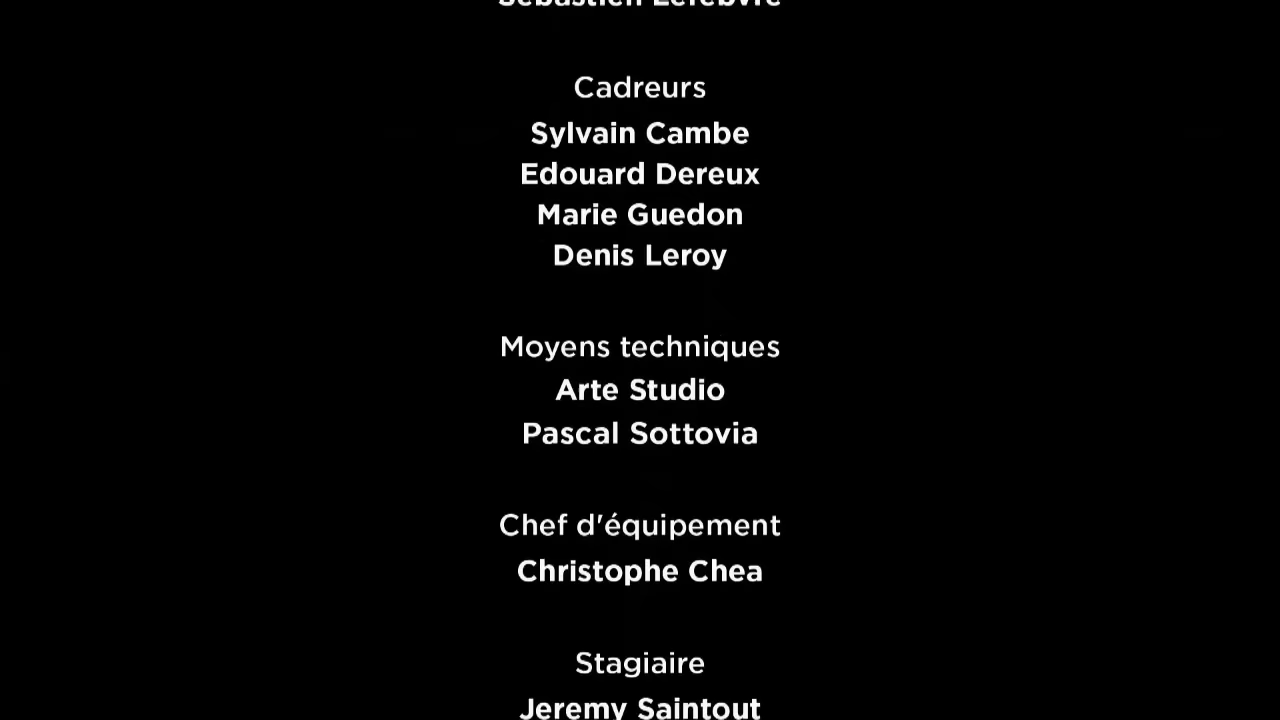 Sébastien Lefebvre
Cadreurs
Sylvain Cambe
Edouard Dereux
Marie Guedon
Denis Leroy
Moyens techniques
Arte Studio
Pascal Sottovia
Chef d'équipement
Christophe Chea
Stagiaire
Jeremy Saintout